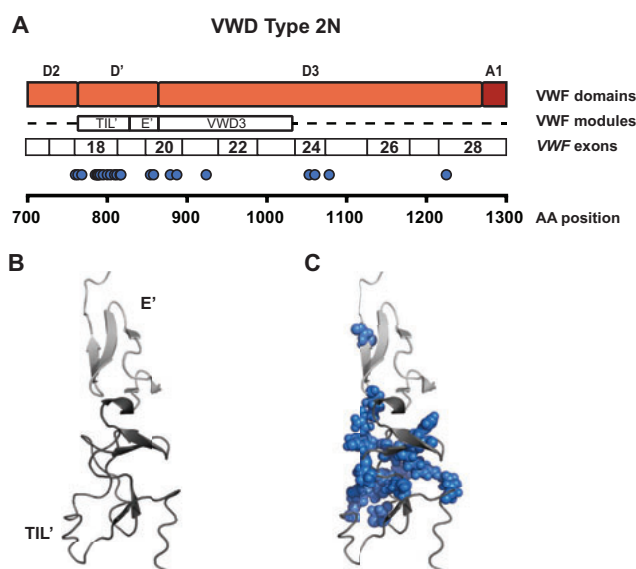 A VWD Type 2N
D2 D' D3 A1
VWF domains
TIL' E' VWD3 VWF modules
18 20 22 24 26 28 VWF exons
700 800 900 1000 1100 1200 1300 AA position
B C
E'
TIL'